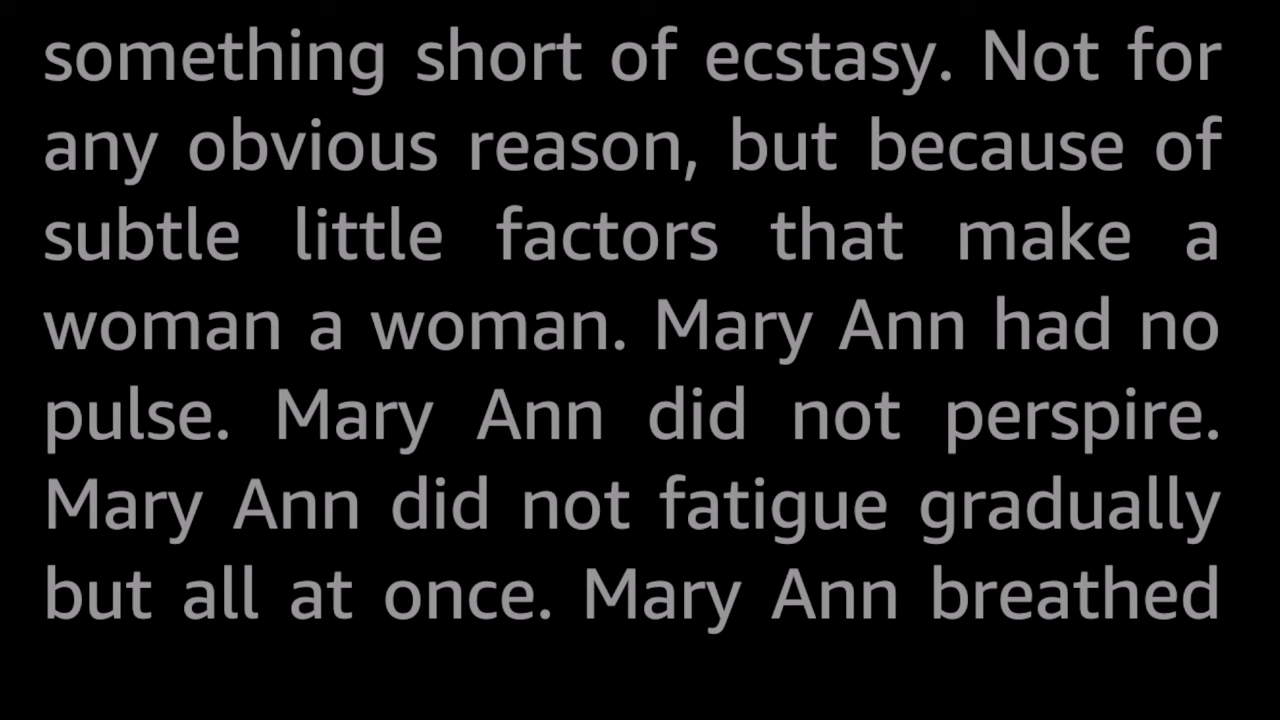 something short of ecstasy. Not for
any obvious reason, but because of
subtle little factors that make a
woman a woman. Mary Ann had no
pulse. Mary Ann did not perspire.
Mary Ann did not fatigue gradually
but all at once. Mary Ann breathed